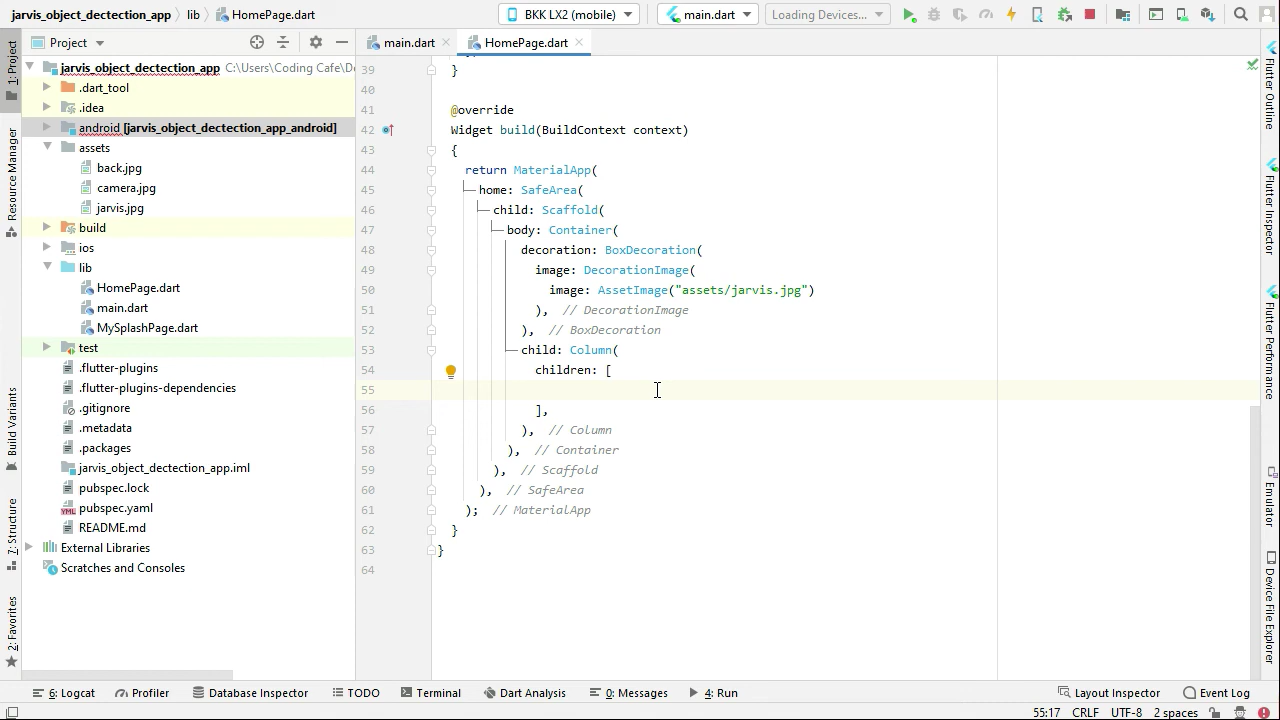 jarvis_object_dectection_app lib HomePage.dart BKK LX2 (mobile) main.dart Loading Devices...
Project main.dart HomePage.dart
jarvis_object_dectection_app C:\Users\Coding Cafe\De
.dart_tool
.idea
android [jarvis_object_dectection_app_android]
assets
back.jpg
camera.jpg
jarvis.jpg
build
ios
lib
HomePage.dart
main.dart
MySplashPage.dart
test
.flutter-plugins
.flutter-plugins-dependencies
.gitignore
.metadata
.packages
jarvis_object_dectection_app.iml
pubspec.lock
pubspec.yaml
README.md
External Libraries
Scratches and Consoles
39 }
40
41 @override
42 Widget build(BuildContext context)
43 {
44 return MaterialApp(
45 home: SafeArea(
46 child: Scaffold(
47 body: Container(
48 decoration: BoxDecoration(
49 image: DecorationImage(
50 image: AssetImage("assets/jarvis.jpg")
51 ), // DecorationImage
52 ), // BoxDecoration
53 child: Column(
54 children: [
55
56 ],
57 ), // Column
58 ), // Container
59 ), // Scaffold
60 ), // SafeArea
61 ); // MaterialApp
62 }
63 }
64
1: Project
Resource Manager
Build Variants
7: Structure
2: Favorites
Flutter Outline
Flutter Inspector
Flutter Performance
Emulator
Device File Explorer
6: Logcat Profiler Database Inspector TODO Terminal Dart Analysis 0: Messages 4: Run Layout Inspector Event Log
55:17 CRLF UTF-8 2 spaces